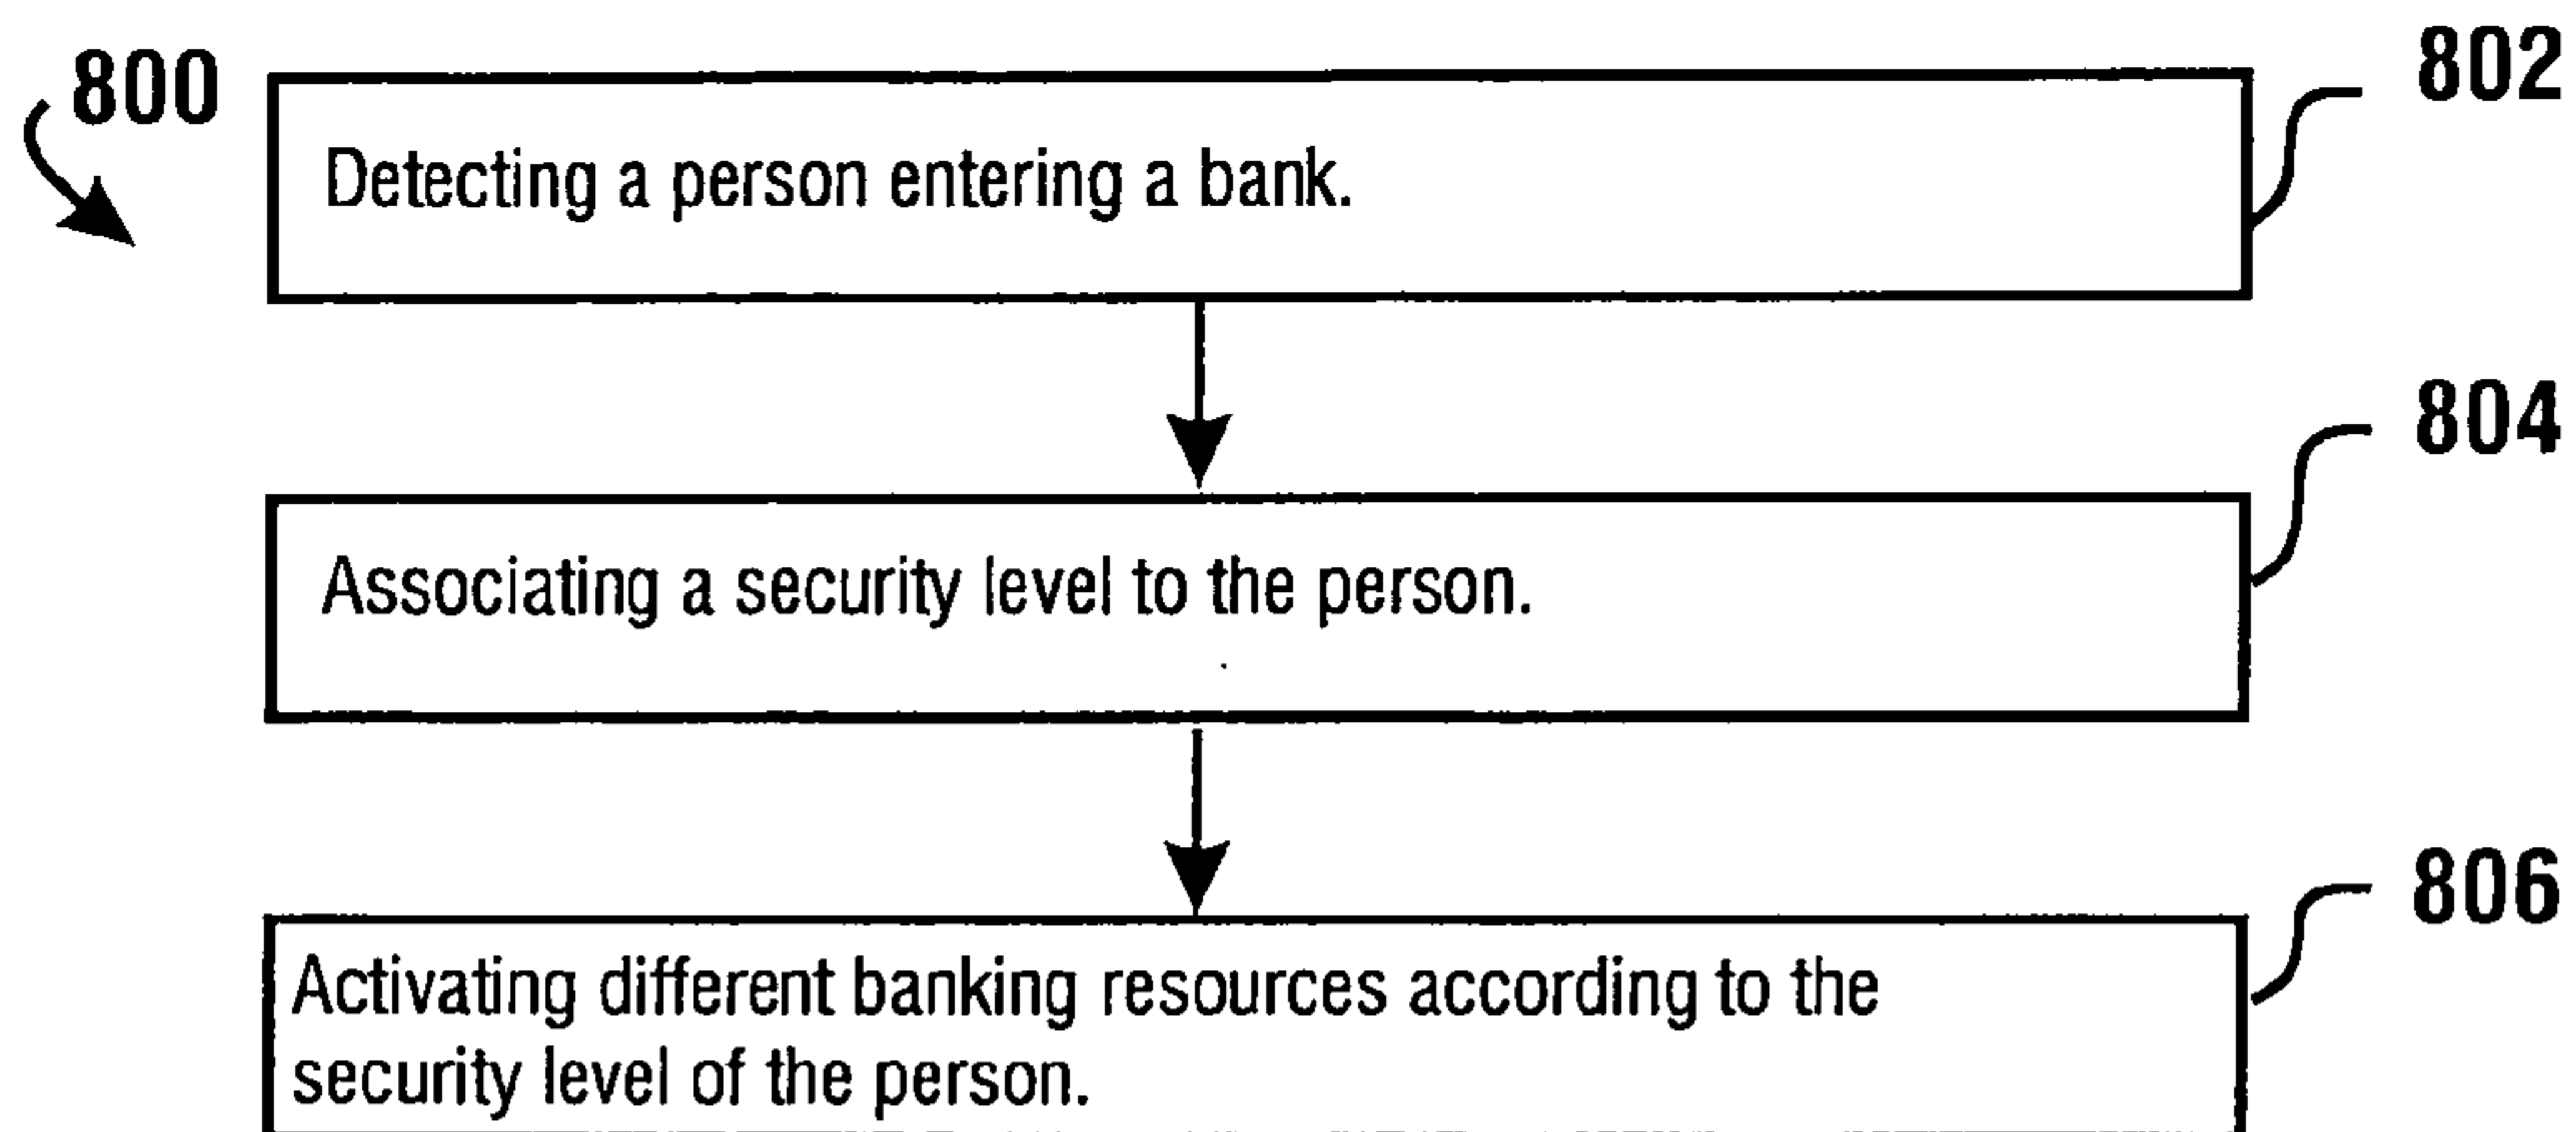 800
802
Detecting a person entering a bank.
804
Associating a security level to the person.
806
Activating different banking resources according to the
security level of the person.